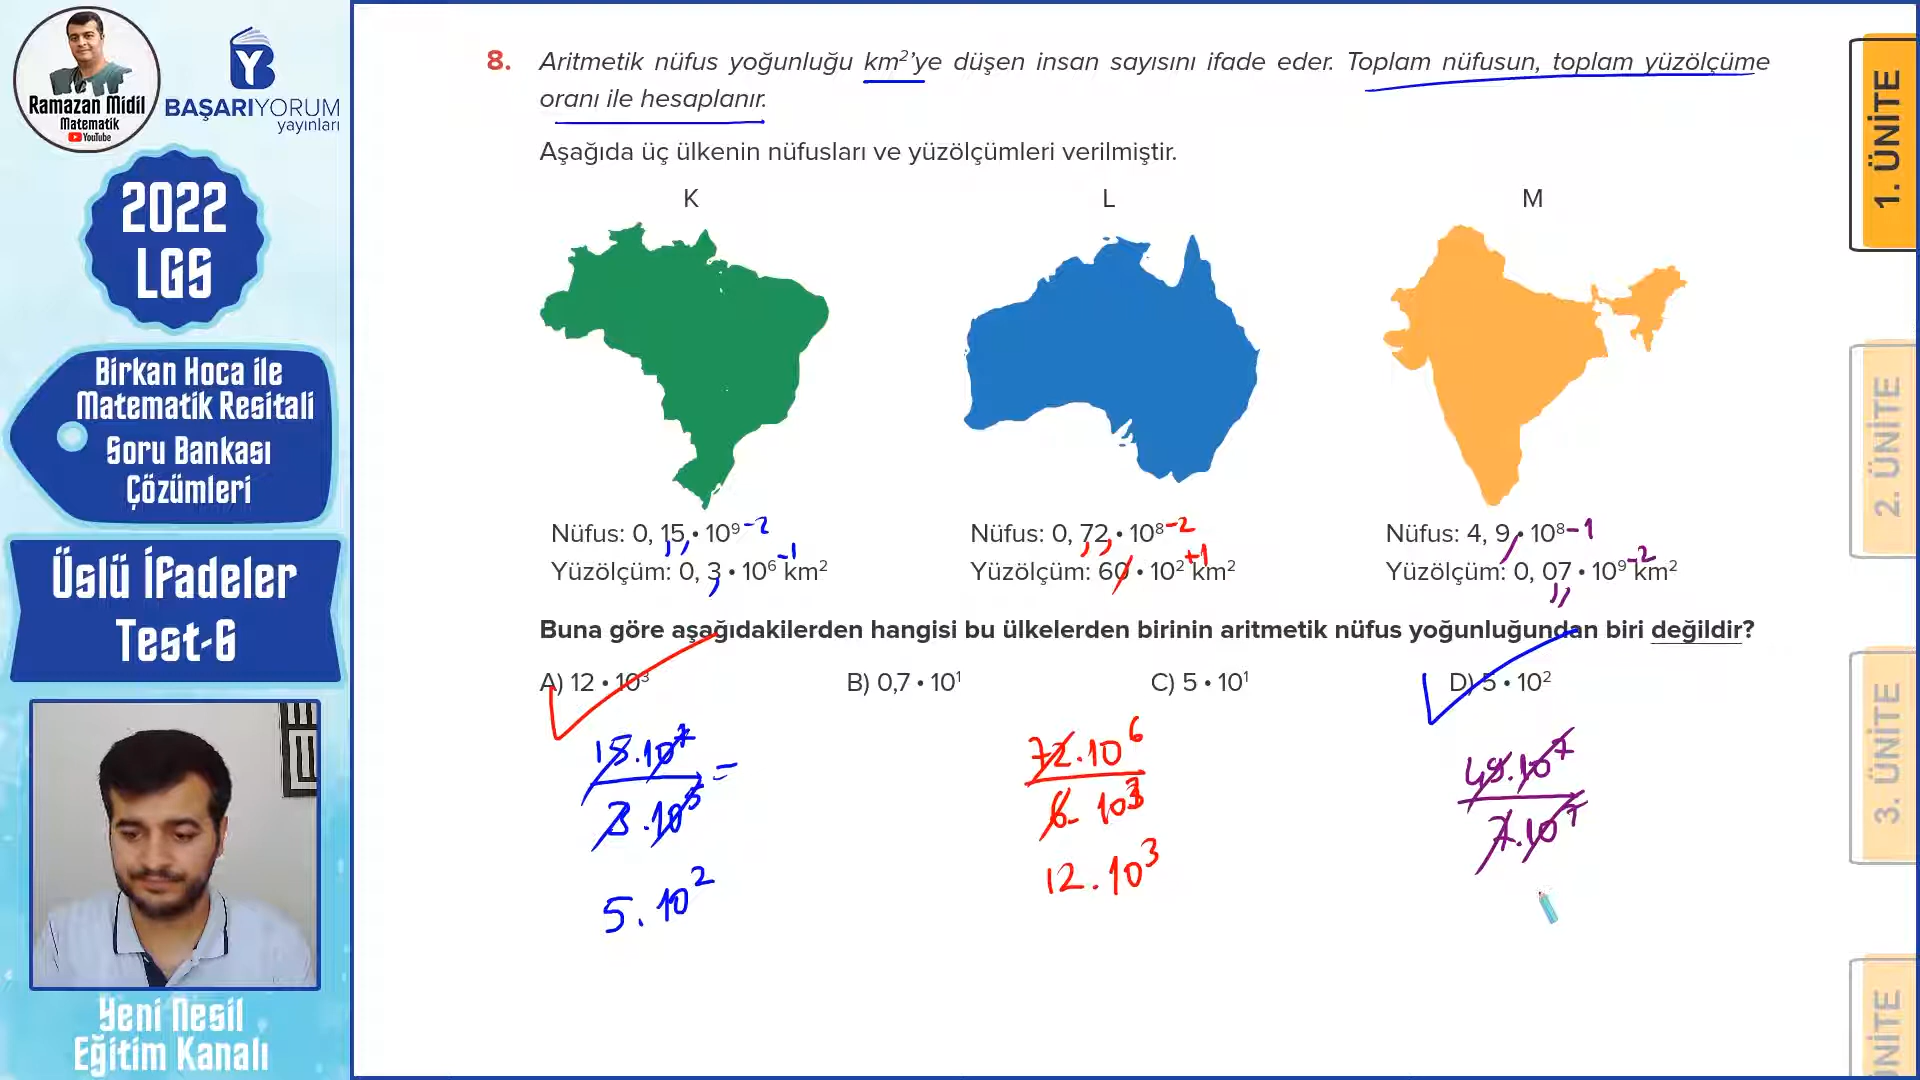 Ramazan Midil
Matematik
YouTube
BAŞARIYORUM
yayınları
2022
LGS
Birkan Hoca ile
Matematik Resitali
Soru Bankası
Çözümleri
Üslü İfadeler
Test-6
Yeni Nesil
Eğitim Kanalı
8. Aritmetik nüfus yoğunluğu km²'ye düşen insan sayısını ifade eder. Toplam nüfusun, toplam yüzölçüme
oranı ile hesaplanır.
Aşağıda üç ülkenin nüfusları ve yüzölçümleri verilmiştir.
K L M
Nüfus: 0, 15 • 10⁹ -2
Yüzölçüm: 0, 3 • 10⁶ km² -1
Nüfus: 0, 72 • 10⁸ -2
Yüzölçüm: 60 • 10² km² +1
Nüfus: 4, 9 • 10⁸ -1
Yüzölçüm: 0, 07 • 10⁹ km² -2
Buna göre aşağıdakilerden hangisi bu ülkelerden birinin aritmetik nüfus yoğunluğundan biri değildir?
A) 12 • 10³ B) 0,7 • 10¹ C) 5 • 10¹ D) 5 • 10²
15.10⁷ =
3.10⁵
5.10²
72.10⁶
6.10³
12.10³
49.10⁷
7.10⁷
1. ÜNİTE
2. ÜNİTE
3. ÜNİTE
NİTE